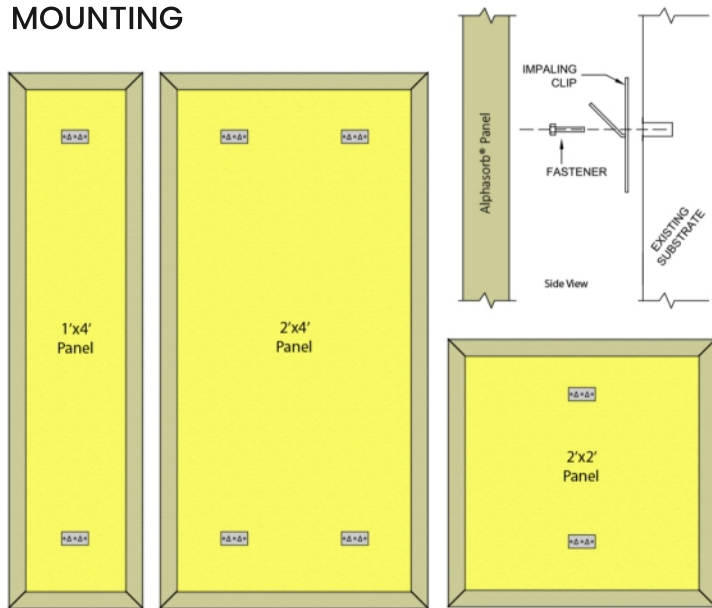 MOUNTING
1'x4'
Panel
2'x4'
Panel
Alphasorb® Panel
IMPALING
CLIP
FASTENER
EXISTING
SUBSTRATE
Side View
2'x2'
Panel